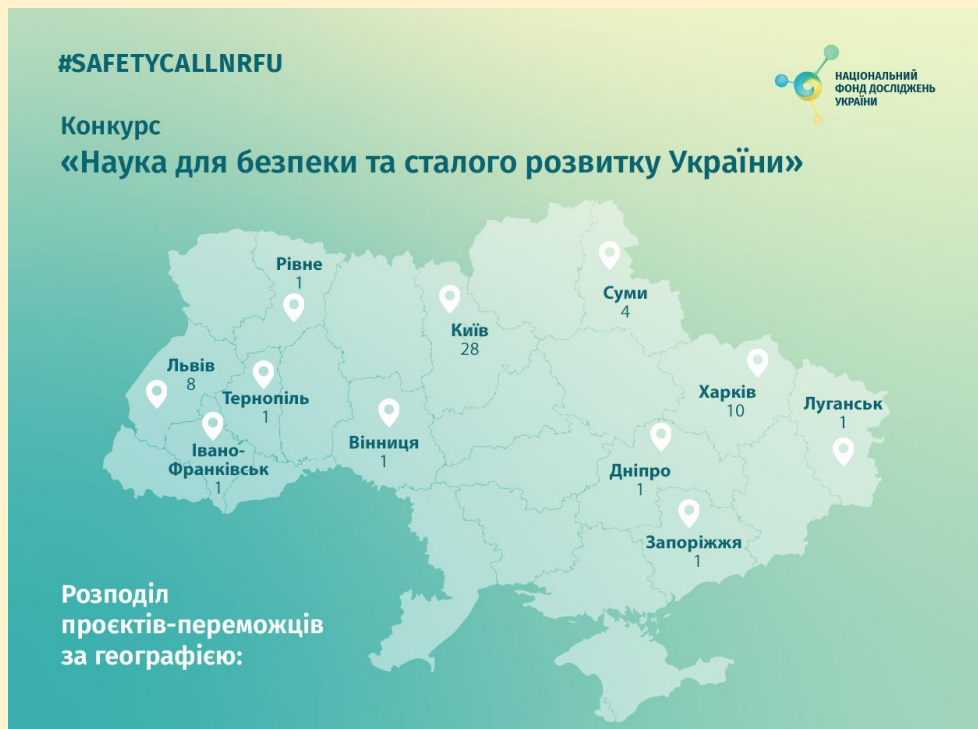 #SAFETYCALLNRFU
НАЦІОНАЛЬНИЙ
ФОНД ДОСЛІДЖЕНЬ
УКРАЇНИ
Конкурс
«Наука для безпеки та сталого розвитку України»
Рівне
1
Суми
4
Київ
28
Львів
8
Тернопіль
1
Харків
10
Луганськ
1
Вінниця
1
Івано-
Франківськ
1
Дніпро
1
Запоріжжя
1
Розподіл
проєктів-переможців
за географією: